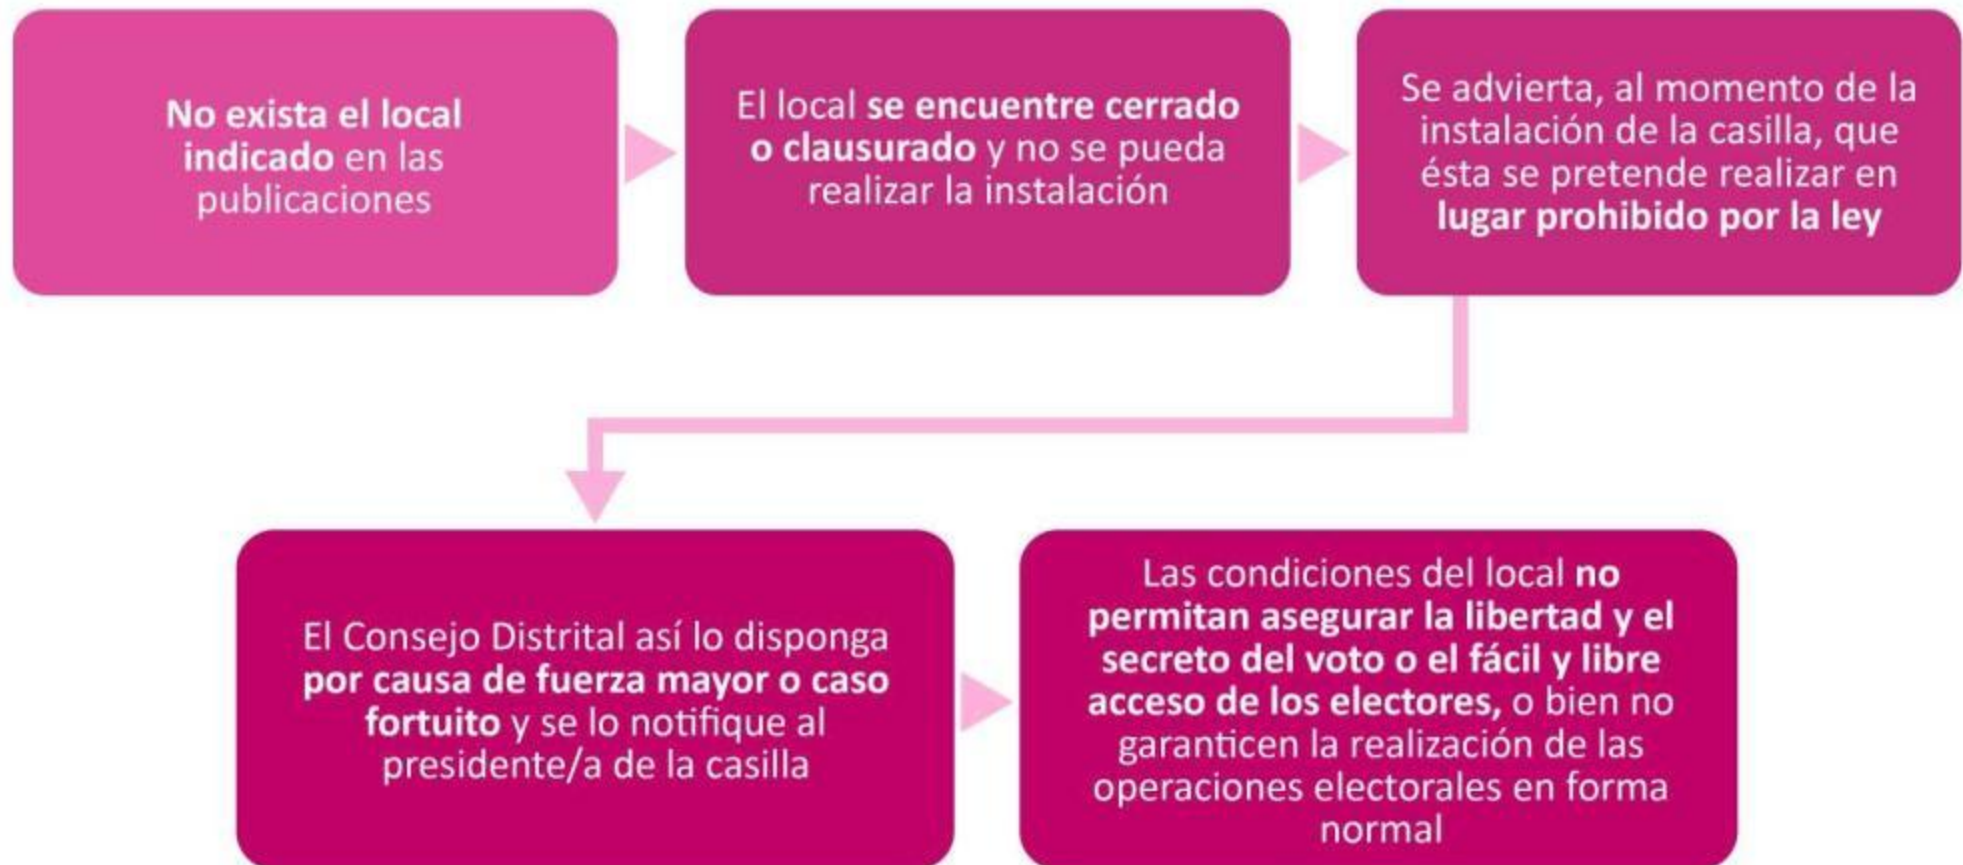 No exista el local
indicado en las
publicaciones
El local se encuentre cerrado
o clausurado y no se pueda
realizar la instalación
Se advierta, al momento de la
instalación de la casilla, que
ésta se pretende realizar en
lugar prohibido por la ley
El Consejo Distrital así lo disponga
por causa de fuerza mayor o caso
fortuito y se lo notifique al
presidente/a de la casilla
Las condiciones del local no
permitan asegurar la libertad y el
secreto del voto o el fácil y libre
acceso de los electores, o bien no
garanticen la realización de las
operaciones electorales en forma
normal